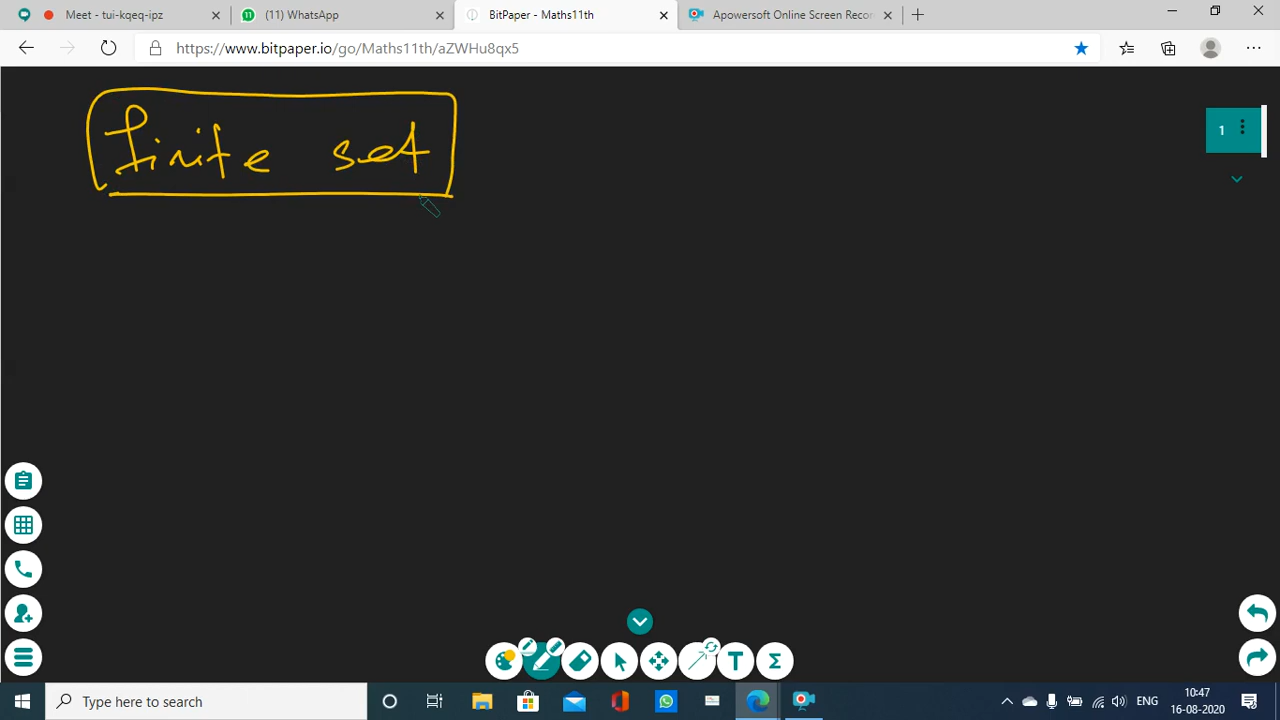 Meet - tui-kqeq-ipz
(11) WhatsApp
BitPaper - Maths11th
Apowersoft Online Screen Recor
https://www.bitpaper.io/go/Maths11th/aZWHu8qx5
finite set
1
T
Σ
Type here to search
ENG
10:47
16-08-2020